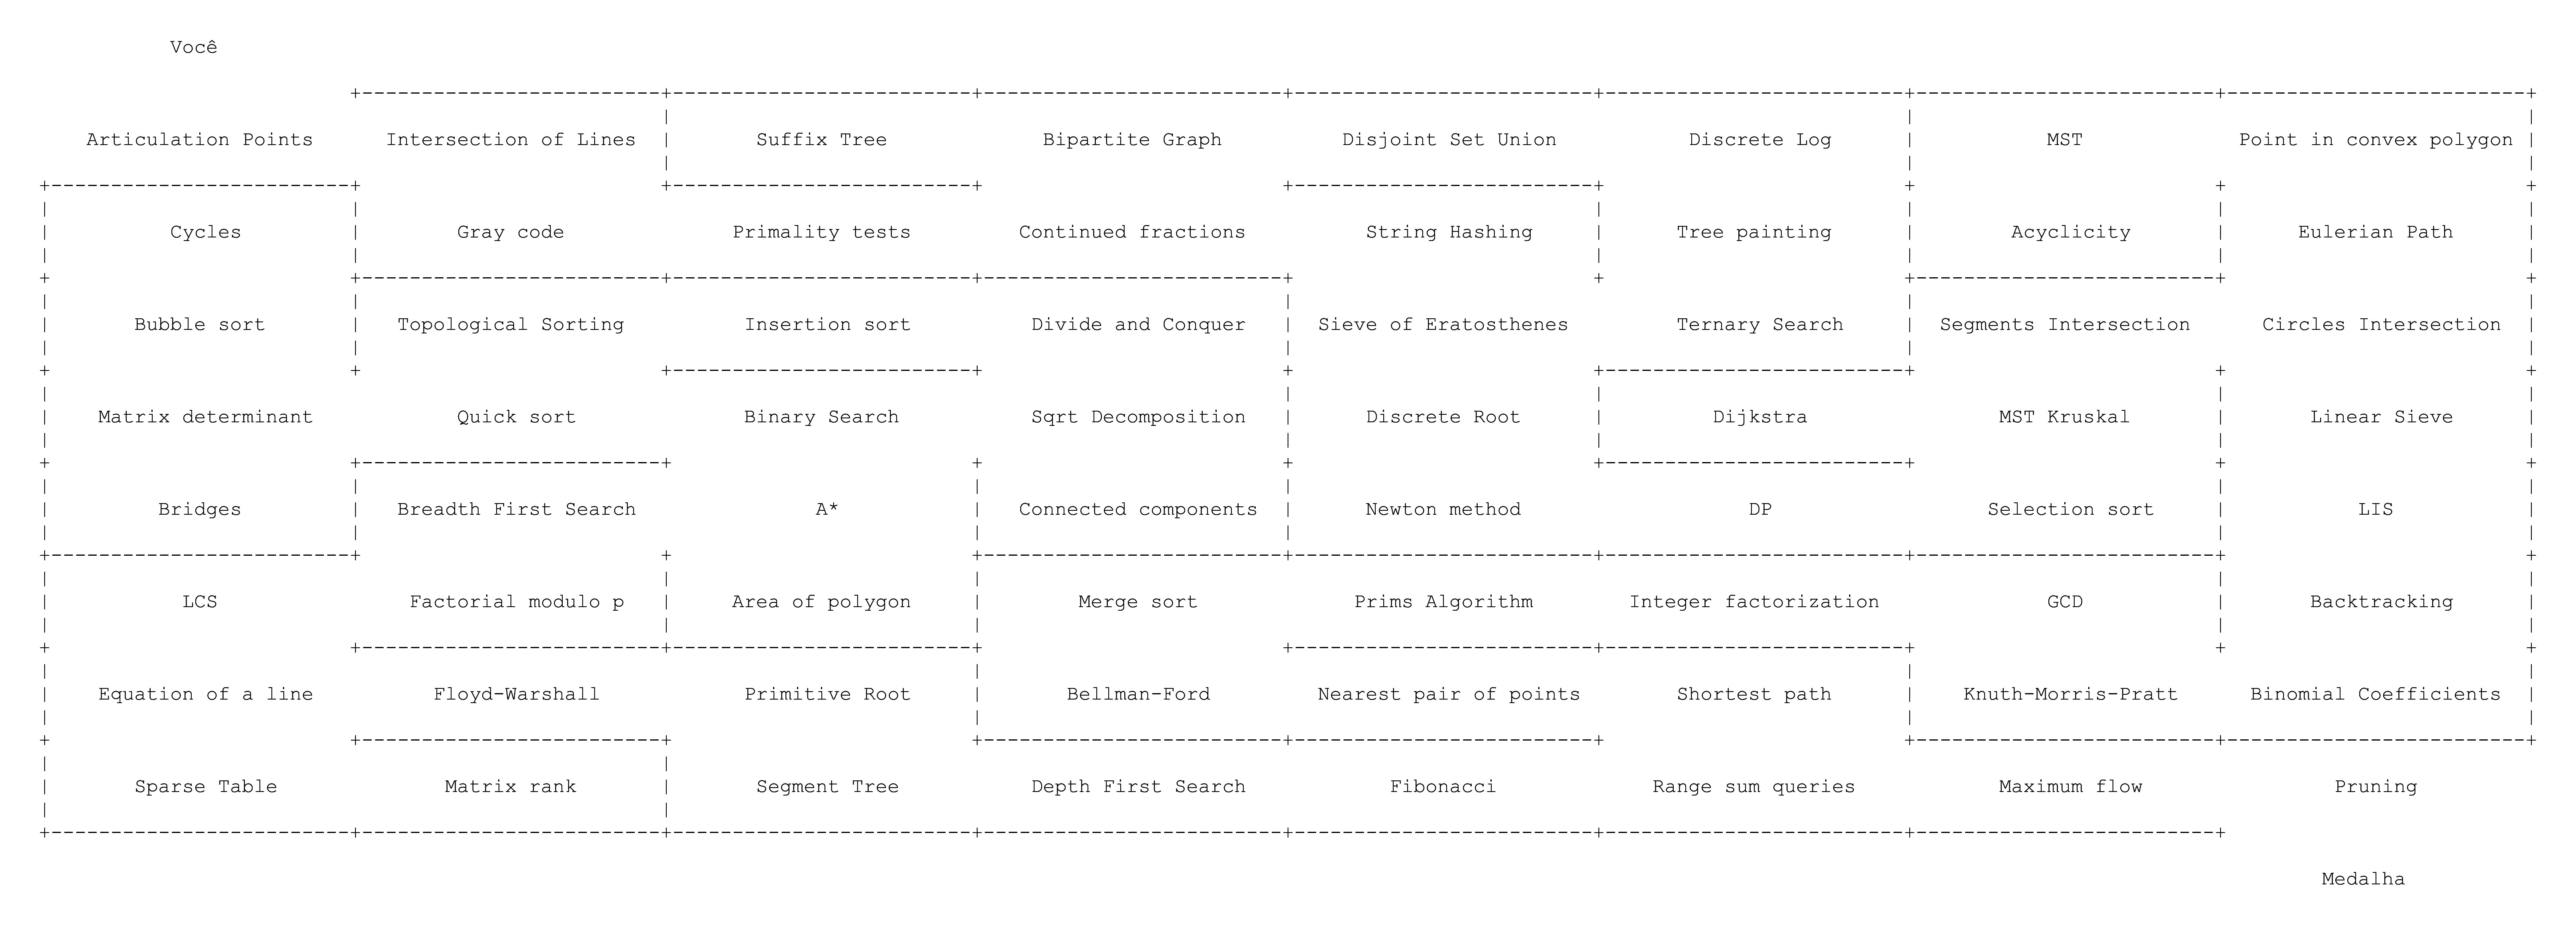 Você
Articulation Points Intersection of Lines Suffix Tree Bipartite Graph Disjoint Set Union Discrete Log MST Point in convex polygon
Cycles Gray code Primality tests Continued fractions String Hashing Tree painting Acyclicity Eulerian Path
Bubble sort Topological Sorting Insertion sort Divide and Conquer Sieve of Eratosthenes Ternary Search Segments Intersection Circles Intersection
Matrix determinant Quick sort Binary Search Sqrt Decomposition Discrete Root Dijkstra MST Kruskal Linear Sieve
Bridges Breadth First Search A* Connected components Newton method DP Selection sort LIS
LCS Factorial modulo p Area of polygon Merge sort Prims Algorithm Integer factorization GCD Backtracking
Equation of a line Floyd-Warshall Primitive Root Bellman-Ford Nearest pair of points Shortest path Knuth-Morris-Pratt Binomial Coefficients
Sparse Table Matrix rank Segment Tree Depth First Search Fibonacci Range sum queries Maximum flow Pruning
Medalha